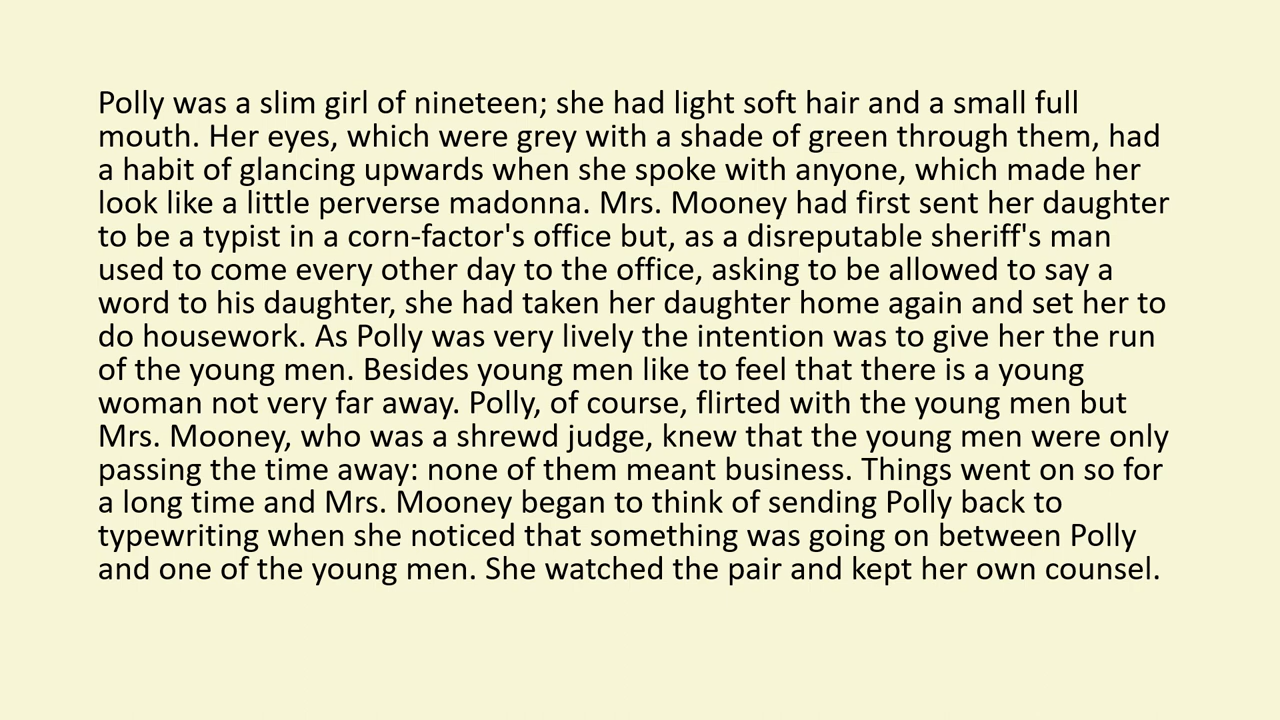 Polly was a slim girl of nineteen; she had light soft hair and a small full
mouth. Her eyes, which were grey with a shade of green through them, had
a habit of glancing upwards when she spoke with anyone, which made her
look like a little perverse madonna. Mrs. Mooney had first sent her daughter
to be a typist in a corn-factor's office but, as a disreputable sheriff's man
used to come every other day to the office, asking to be allowed to say a
word to his daughter, she had taken her daughter home again and set her to
do housework. As Polly was very lively the intention was to give her the run
of the young men. Besides young men like to feel that there is a young
woman not very far away. Polly, of course, flirted with the young men but
Mrs. Mooney, who was a shrewd judge, knew that the young men were only
passing the time away: none of them meant business. Things went on so for
a long time and Mrs. Mooney began to think of sending Polly back to
typewriting when she noticed that something was going on between Polly
and one of the young men. She watched the pair and kept her own counsel.